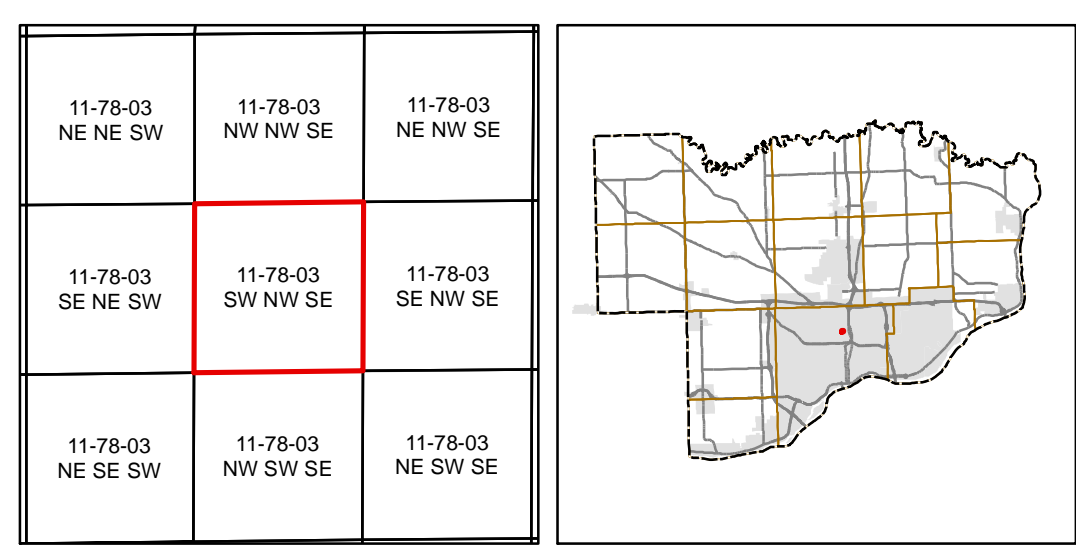 11-78-03
NE NE SW
11-78-03
NW NW SE
11-78-03
NE NW SE
11-78-03
SE NE SW
11-78-03
SW NW SE
11-78-03
SE NW SE
11-78-03
NE SE SW
11-78-03
NW SW SE
11-78-03
NE SW SE